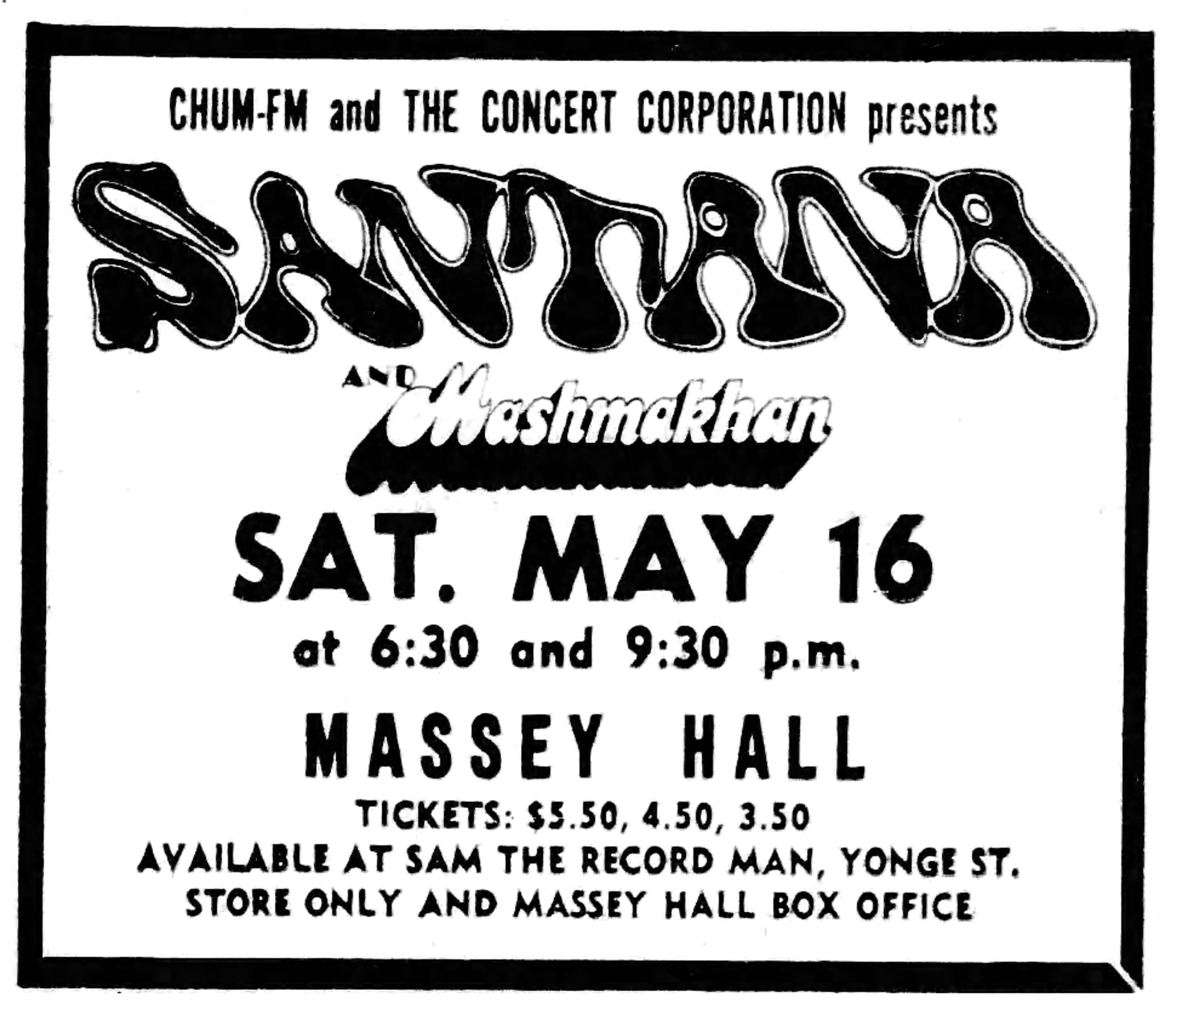 CHUM-FM and THE CONCERT CORPORATION presents
SANTANA
AND Mashmakhan
SAT. MAY 16
at 6:30 and 9:30 p.m.
MASSEY HALL
TICKETS: $5.50, 4.50, 3.50
AVAILABLE AT SAM THE RECORD MAN, YONGE ST.
STORE ONLY AND MASSEY HALL BOX OFFICE